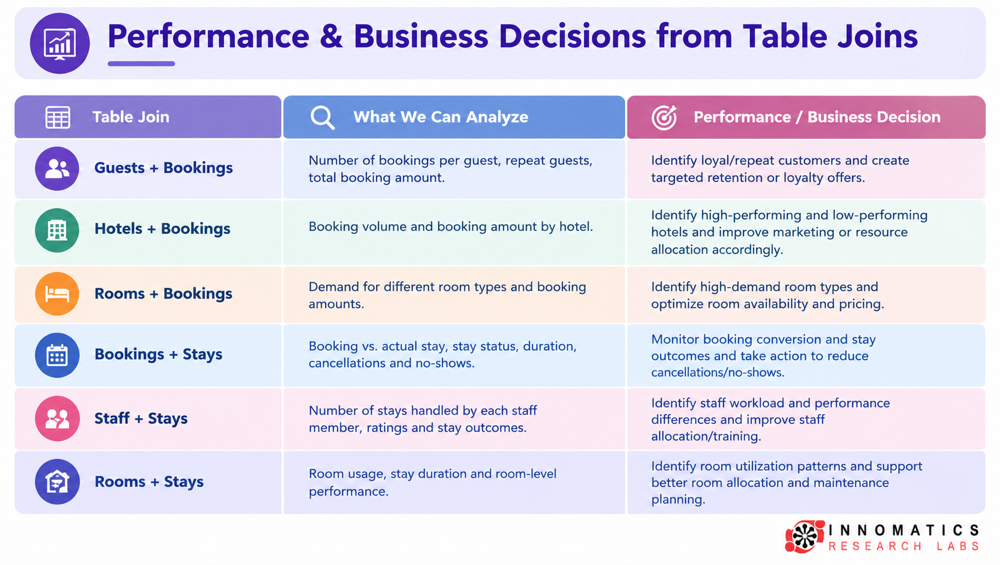 Performance & Business Decisions from Table Joins
Table Join
What We Can Analyze
Performance / Business Decision
Guests + Bookings
Number of bookings per guest, repeat guests,
total booking amount.
Identify loyal/repeat customers and create
targeted retention or loyalty offers.
Hotels + Bookings
Booking volume and booking amount by hotel.
Identify high-performing and low-performing
hotels and improve marketing or resource
allocation accordingly.
Rooms + Bookings
Demand for different room types and booking
amounts.
Identify high-demand room types and
optimize room availability and pricing.
Bookings + Stays
Booking vs. actual stay, stay status, duration,
cancellations and no-shows.
Monitor booking conversion and stay
outcomes and take action to reduce
cancellations/no-shows.
Staff + Stays
Number of stays handled by each staff
member, ratings and stay outcomes.
Identify staff workload and performance
differences and improve staff
allocation/training.
Rooms + Stays
Room usage, stay duration and room-level
performance.
Identify room utilization patterns and support
better room allocation and maintenance
planning.
INNOMATICS
RESEARCH LABS